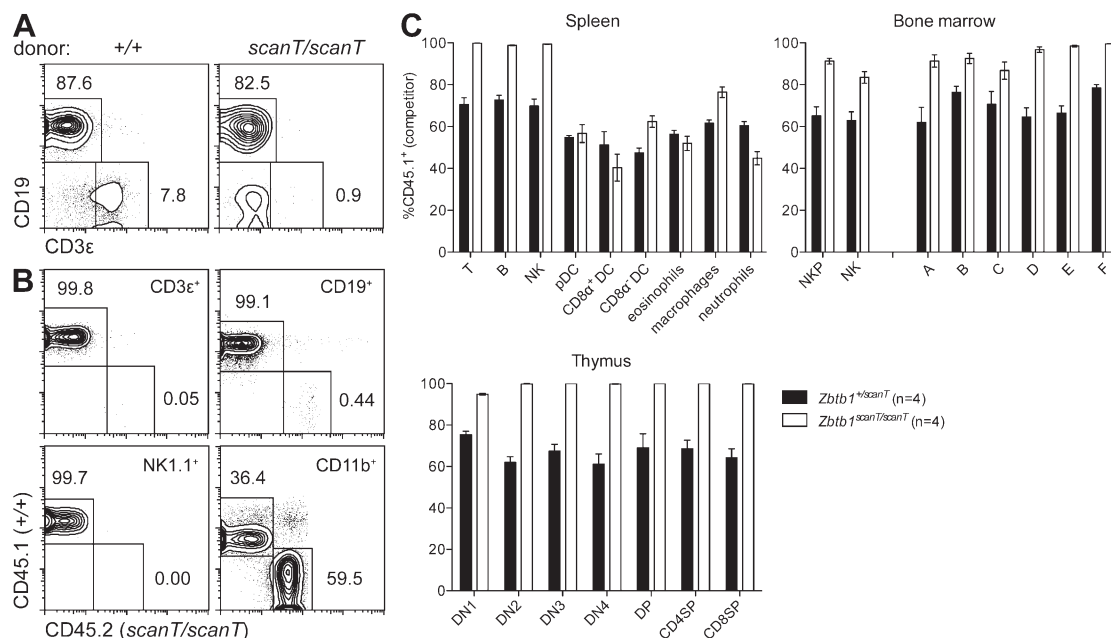 A
donor: +/+ scanT/scanT
87.6
82.5
7.8
0.9
CD19
CD3ε
B
99.8
CD3ε⁺
0.05
99.1
CD19⁺
0.44
99.7
NK1.1⁺
0.00
36.4
CD11b⁺
59.5
CD45.1 (+/+)
CD45.2 (scanT/scanT)
C
Spleen
%CD45.1⁺ (competitor)
100
80
60
40
20
0
T
B
NK
pDC
CD8α⁺ DC
CD8α⁻ DC
eosinophils
macrophages
neutrophils
Bone marrow
100
80
60
40
20
0
NKP
NK
A
B
C
D
E
F
Thymus
100
80
60
40
20
0
DN1
DN2
DN3
DN4
DP
CD4SP
CD8SP
Zbtb1⁺/scanT (n=4)
Zbtb1scanT/scanT (n=4)